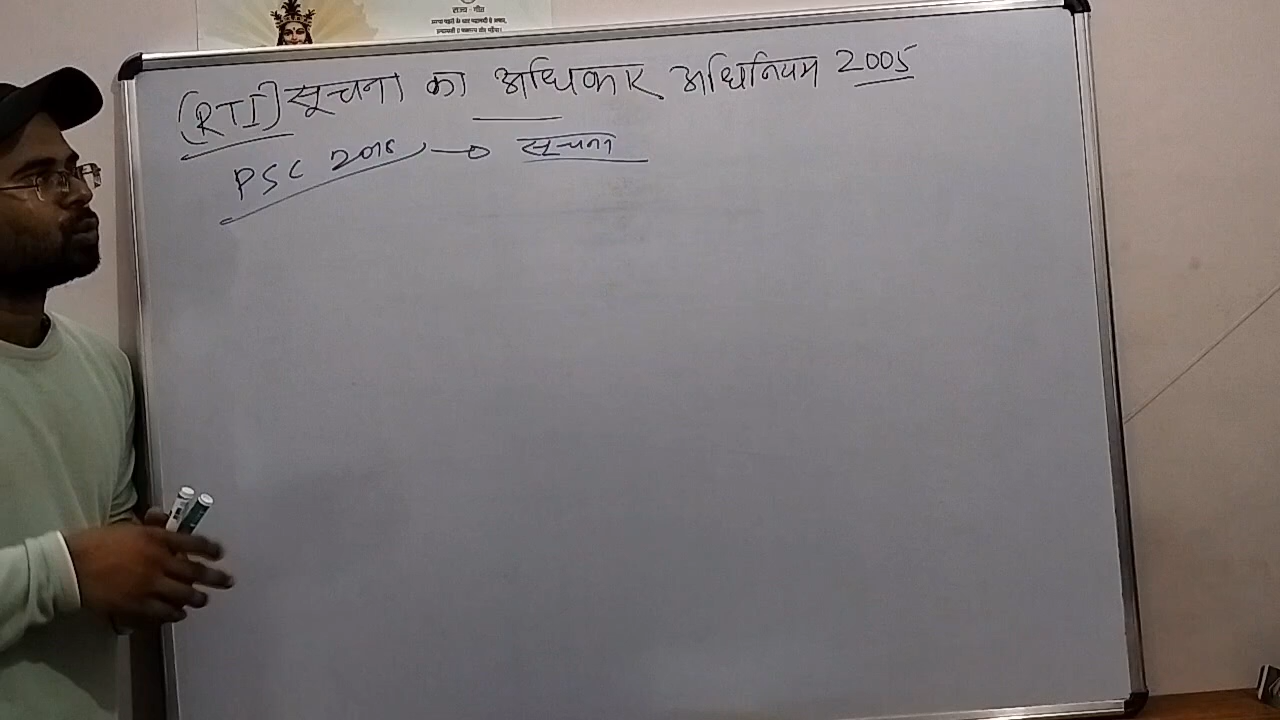 राज्य - गीत
(RTI) सूचना का अधिकार अधिनियम 2005
PSC 2018 → सूचना